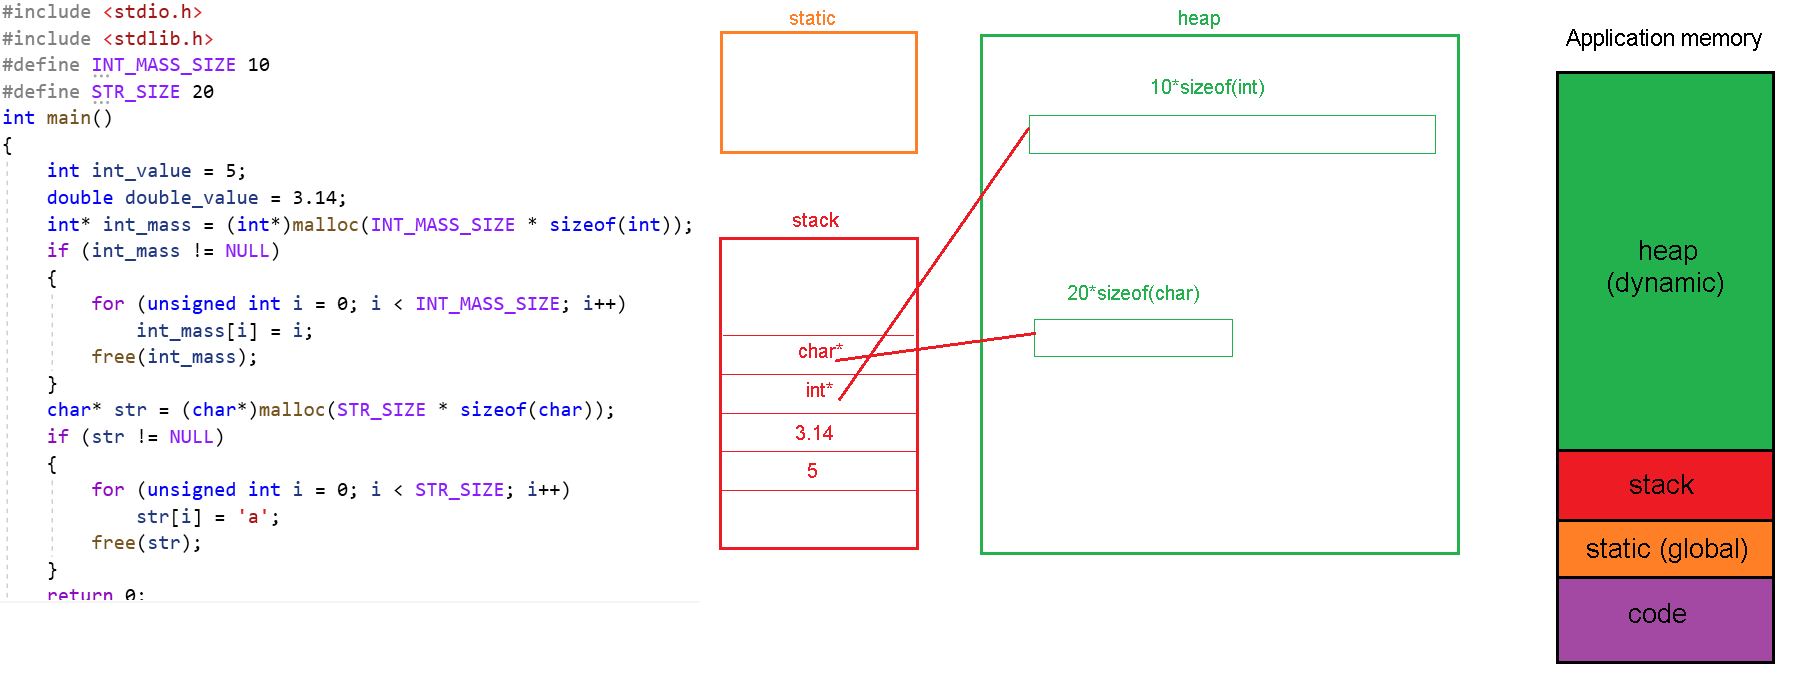 #include <stdio.h>
#include <stdlib.h>
#define INT_MASS_SIZE 10
#define STR_SIZE 20
int main()
{
    int int_value = 5;
    double double_value = 3.14;
    int* int_mass = (int*)malloc(INT_MASS_SIZE * sizeof(int));
    if (int_mass != NULL)
    {
        for (unsigned int i = 0; i < INT_MASS_SIZE; i++)
            int_mass[i] = i;
        free(int_mass);
    }
    char* str = (char*)malloc(STR_SIZE * sizeof(char));
    if (str != NULL)
    {
        for (unsigned int i = 0; i < STR_SIZE; i++)
            str[i] = 'a';
        free(str);
    }
    return 0;
static
stack
char*
int*
3.14
5
heap
10*sizeof(int)
20*sizeof(char)
Application memory
heap
(dynamic)
stack
static (global)
code